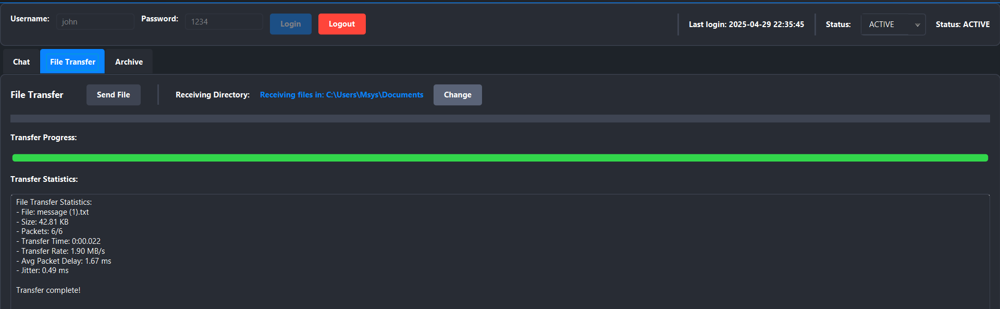 Username: john Password: 1234 Login Logout Last login: 2025-04-29 22:35:45 Status: ACTIVE Status: ACTIVE
Chat File Transfer Archive
File Transfer Send File Receiving Directory: Receiving files in: C:\Users\Msys\Documents Change
Transfer Progress:
Transfer Statistics:
File Transfer Statistics:
- File: message (1).txt
- Size: 42.81 KB
- Packets: 6/6
- Transfer Time: 0:00.022
- Transfer Rate: 1.90 MB/s
- Avg Packet Delay: 1.67 ms
- Jitter: 0.49 ms
Transfer complete!